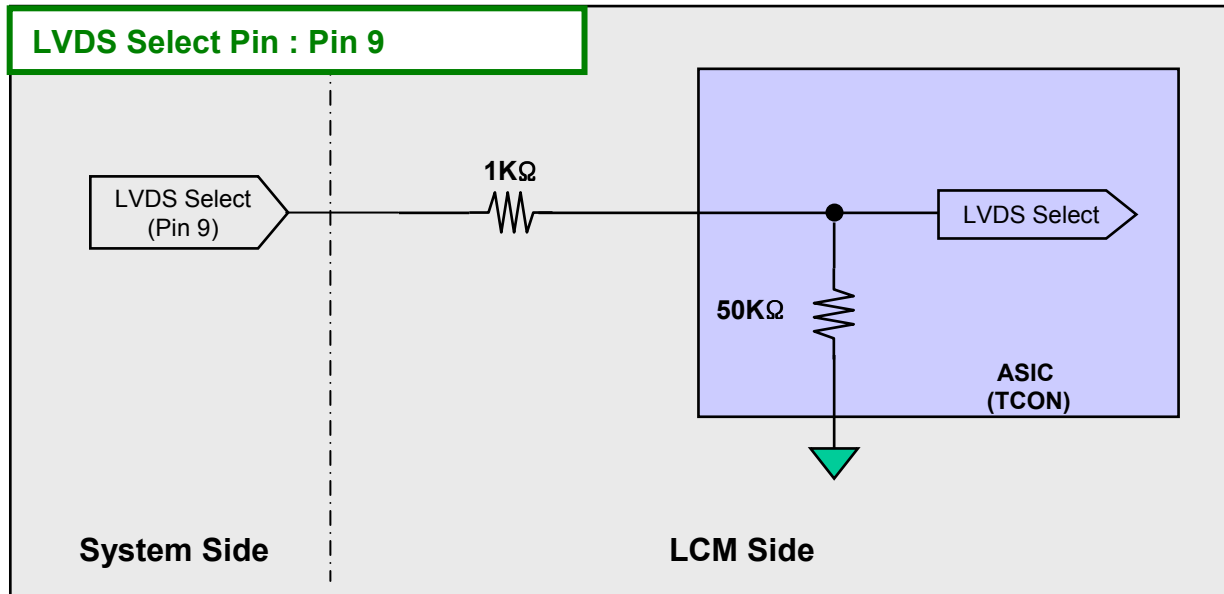 LVDS Select Pin : Pin 9
1KΩ
LVDS Select
(Pin 9)
LVDS Select
50KΩ
ASIC
(TCON)
System Side
LCM Side